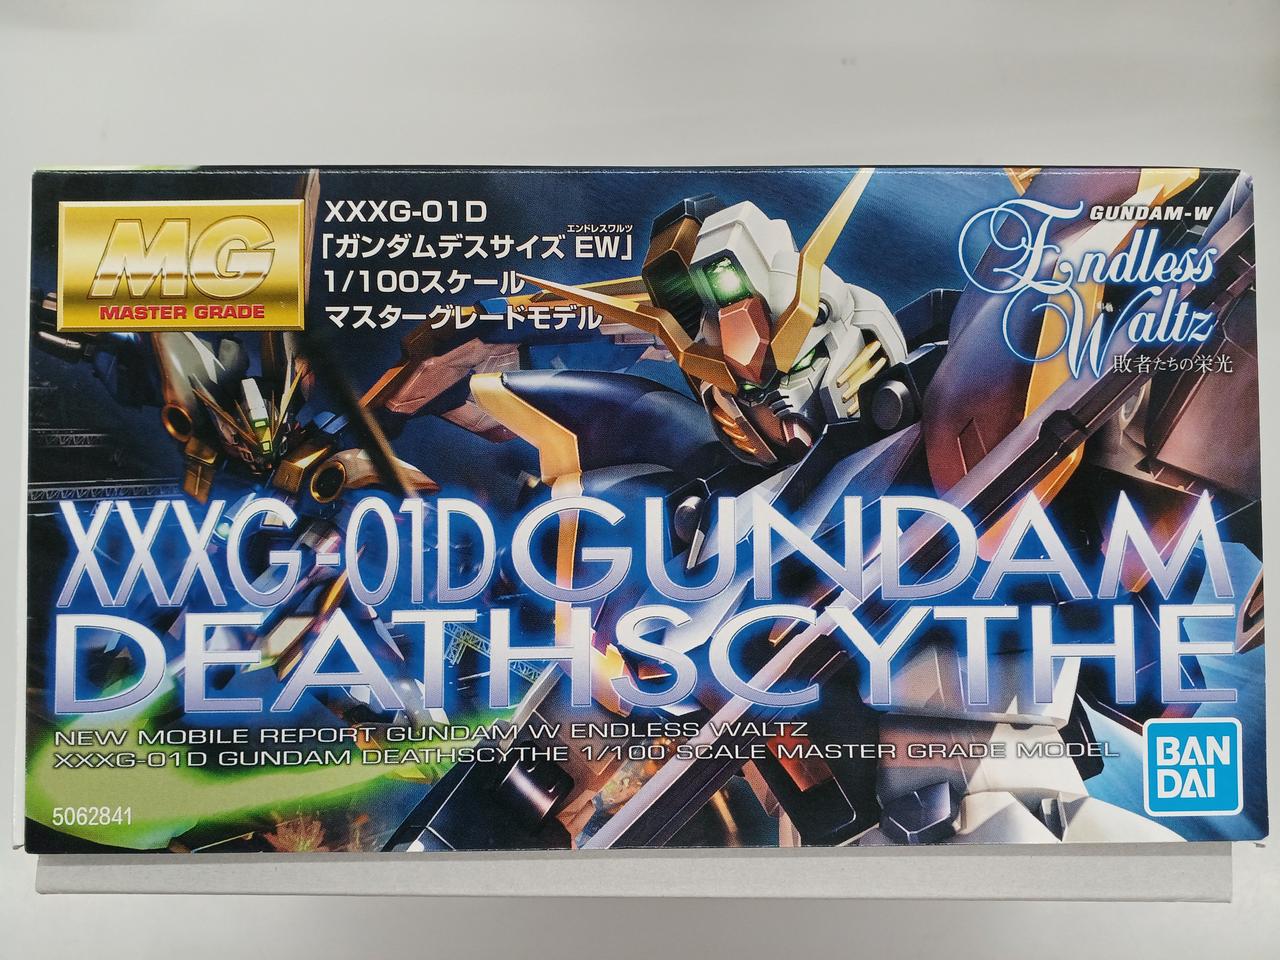 MG
MASTER GRADE
XXXG-01D
エンドレスワルツ
「ガンダムデスサイズ EW」
1/100スケール
マスターグレードモデル
GUNDAM-W
Endless
Waltz
敗者たちの栄光
XXXG-01D GUNDAM
DEATHSCYTHE
NEW MOBILE REPORT GUNDAM W ENDLESS WALTZ
XXXG-01D GUNDAM DEATHSCYTHE 1/100 SCALE MASTER GRADE MODEL
5062841
BAN
DAI